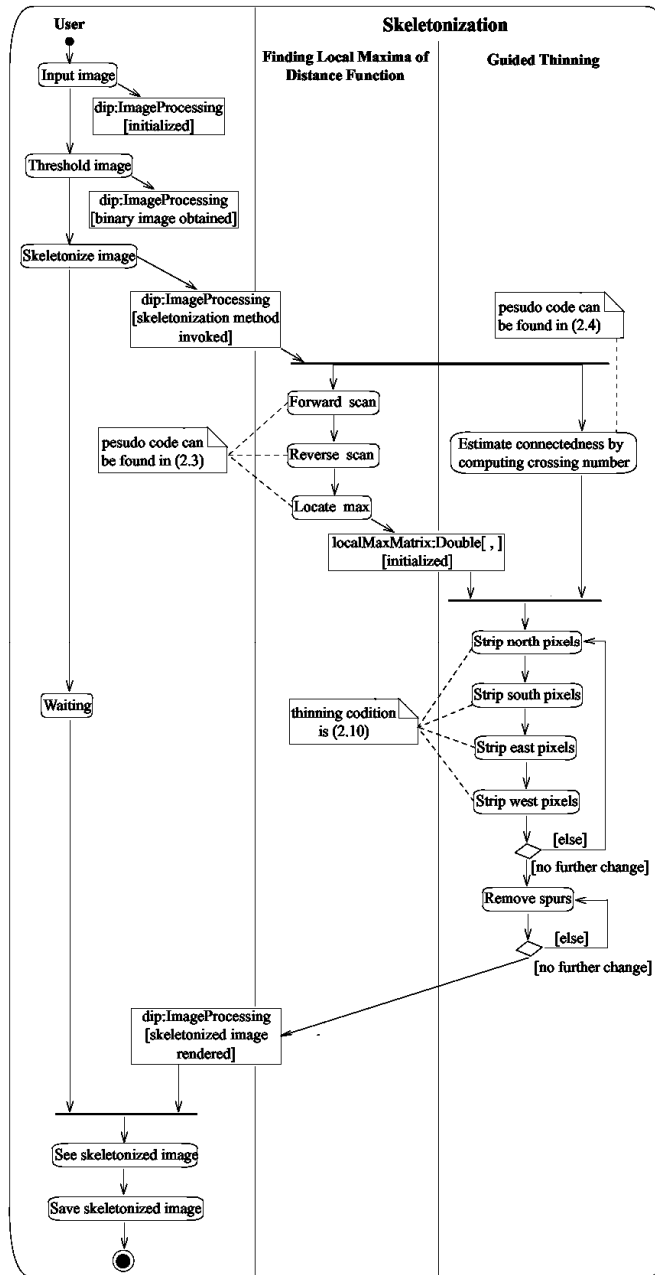 User
Skeletonization
Finding Local Maxima of
Distance Function
Guided Thinning
Input image
dip:ImageProcessing
[initialized]
Threshold image
dip:ImageProcessing
[binary image obtained]
Skeletonize image
dip:ImageProcessing
[skeletonization method
invoked]
pesudo code can
be found in (2.4)
Forward scan
pesudo code can
be found in (2.3)
Reverse scan
Estimate connectedness by
computing crossing number
Locate max
localMaxMatrix:Double[ , ]
[initialized]
Strip north pixels
Waiting
thinning codition
is (2.10)
Strip south pixels
Strip east pixels
Strip west pixels
[else]
[no further change]
Remove spurs
[else]
[no further change]
dip:ImageProcessing
[skeletonized image
rendered]
See skeletonized image
Save skeletonized image